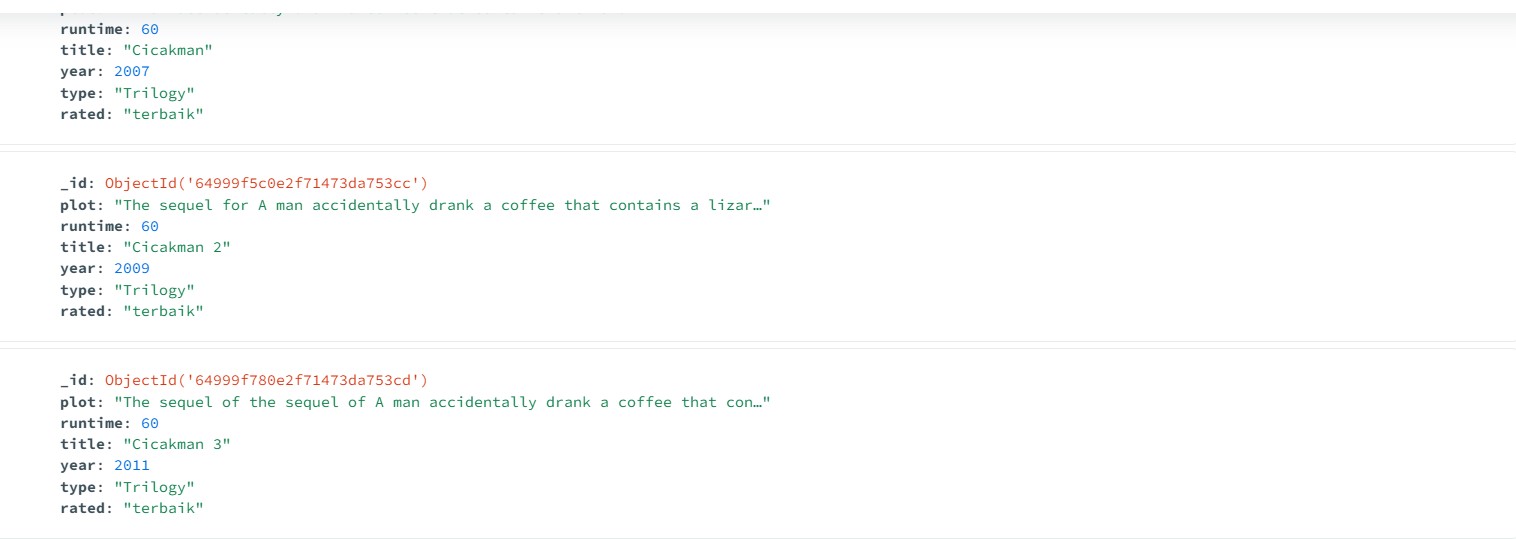 runtime: 60
title: "Cicakman"
year: 2007
type: "Trilogy"
rated: "terbaik"
_id: ObjectId('64999f5c0e2f71473da753cc')
plot: "The sequel for A man accidentally drank a coffee that contains a lizar…"
runtime: 60
title: "Cicakman 2"
year: 2009
type: "Trilogy"
rated: "terbaik"
_id: ObjectId('64999f780e2f71473da753cd')
plot: "The sequel of the sequel of A man accidentally drank a coffee that con…"
runtime: 60
title: "Cicakman 3"
year: 2011
type: "Trilogy"
rated: "terbaik"